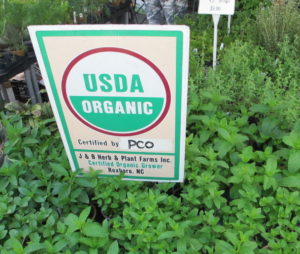 USDA
ORGANIC
Certified by PCO
J & B Herb & Plant Farms Inc.
Certified Organic Grower
Roxboro, NC